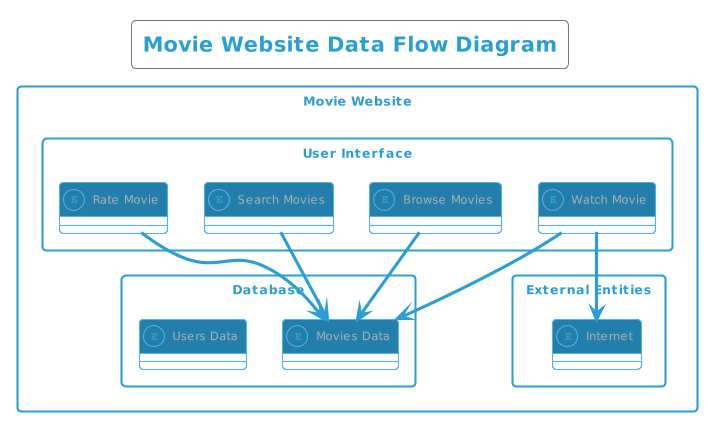 Movie Website Data Flow Diagram
Movie Website
User Interface
E Rate Movie
E Search Movies
E Browse Movies
E Watch Movie
Database
External Entities
E Users Data
E Movies Data
E Internet